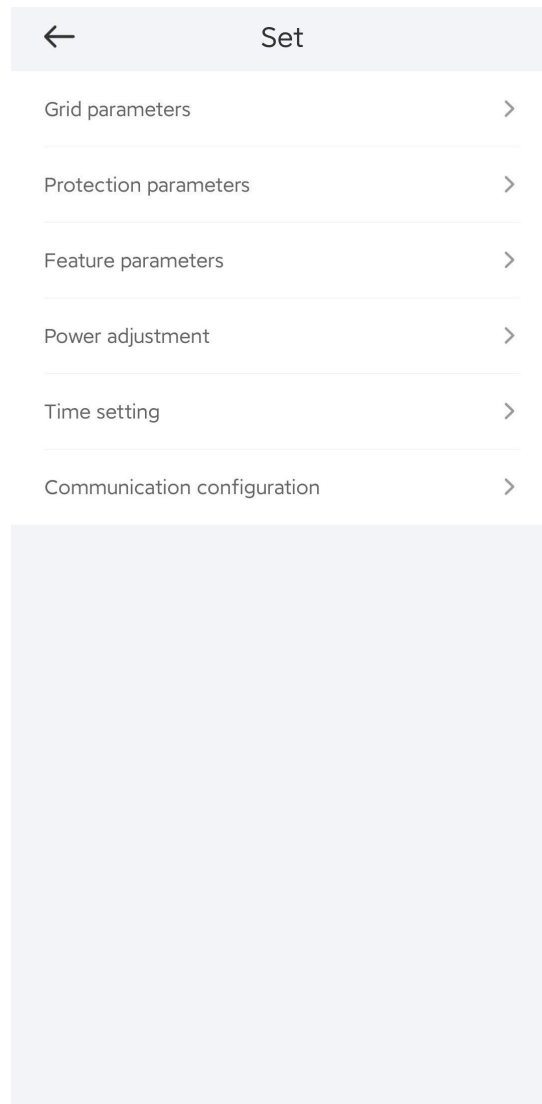 Set
Grid parameters
Protection parameters
Feature parameters
Power adjustment
Time setting
Communication configuration